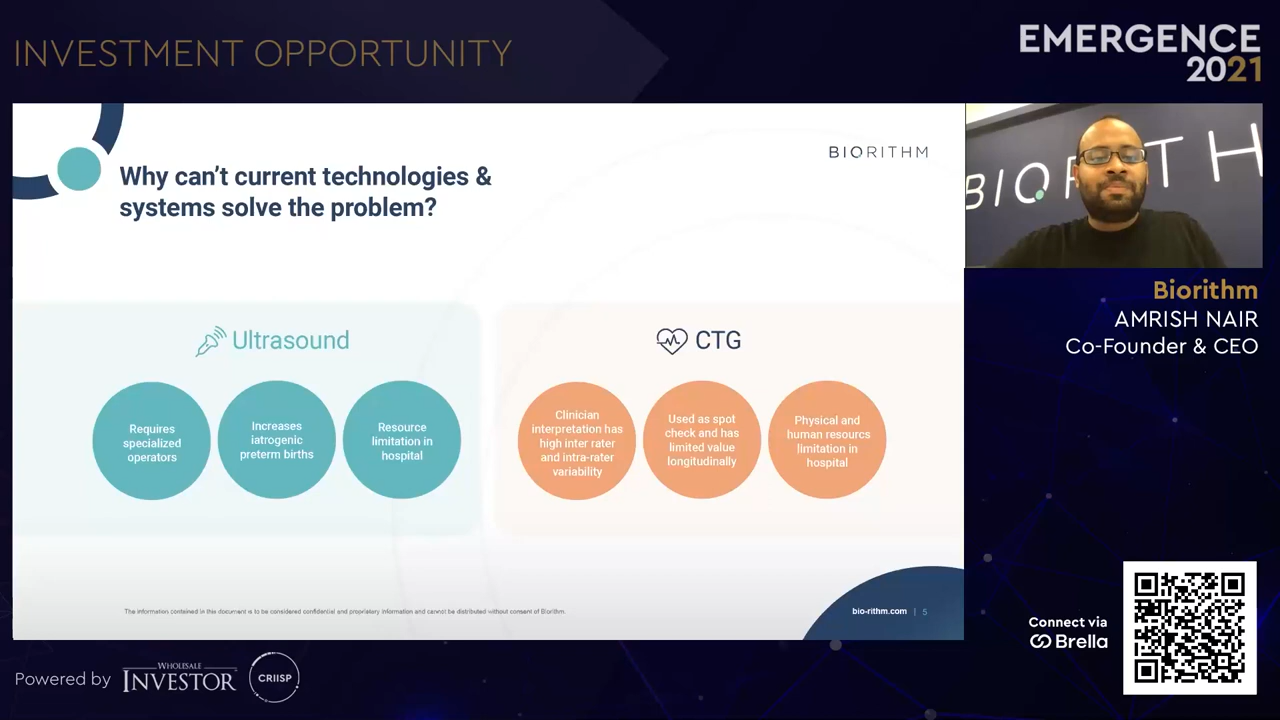 INVESTMENT OPPORTUNITY
EMERGENCE
2021
Why can't current technologies &
systems solve the problem?
BIORITHM
Ultrasound
Requires
specialized
operators
Increases
iatrogenic
preterm births
Resource
limitation in
hospital
CTG
Clinician
interpretation has
high inter rater
and intra-rater
variability
Used as spot
check and has
limited value
longitudinally
Physical and
human resourcs
limitation in
hospital
The information contained in this document is to be considered confidential and proprietary information and cannot be distributed without consent of Biorithm.
bio-rithm.com | 5
BIORITH
Biorithm
AMRISH NAIR
Co-Founder & CEO
Connect via
Brella
Powered by
WHOLESALE
INVESTOR
CRIISP